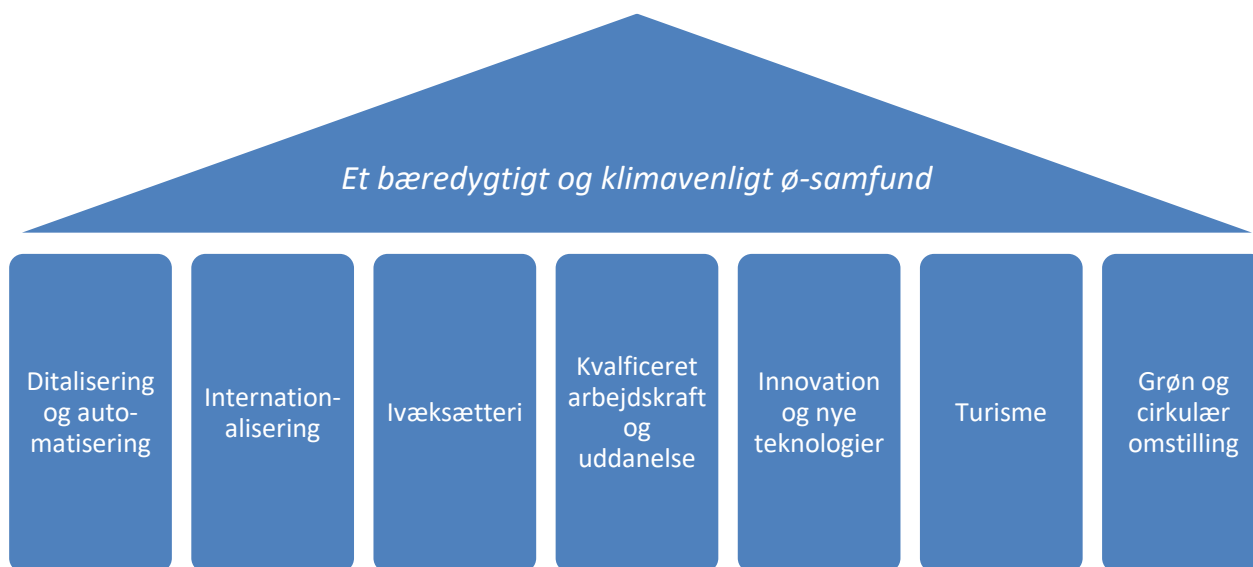 Et bæredygtigt og klimavenligt ø-samfund
Ditalisering
og auto-
matisering
Internation-
alisering
Ivæksætteri
Kvalficeret
arbejdskraft
og
uddanelse
Innovation
og nye
teknologier
Turisme
Grøn og
cirkulær
omstilling